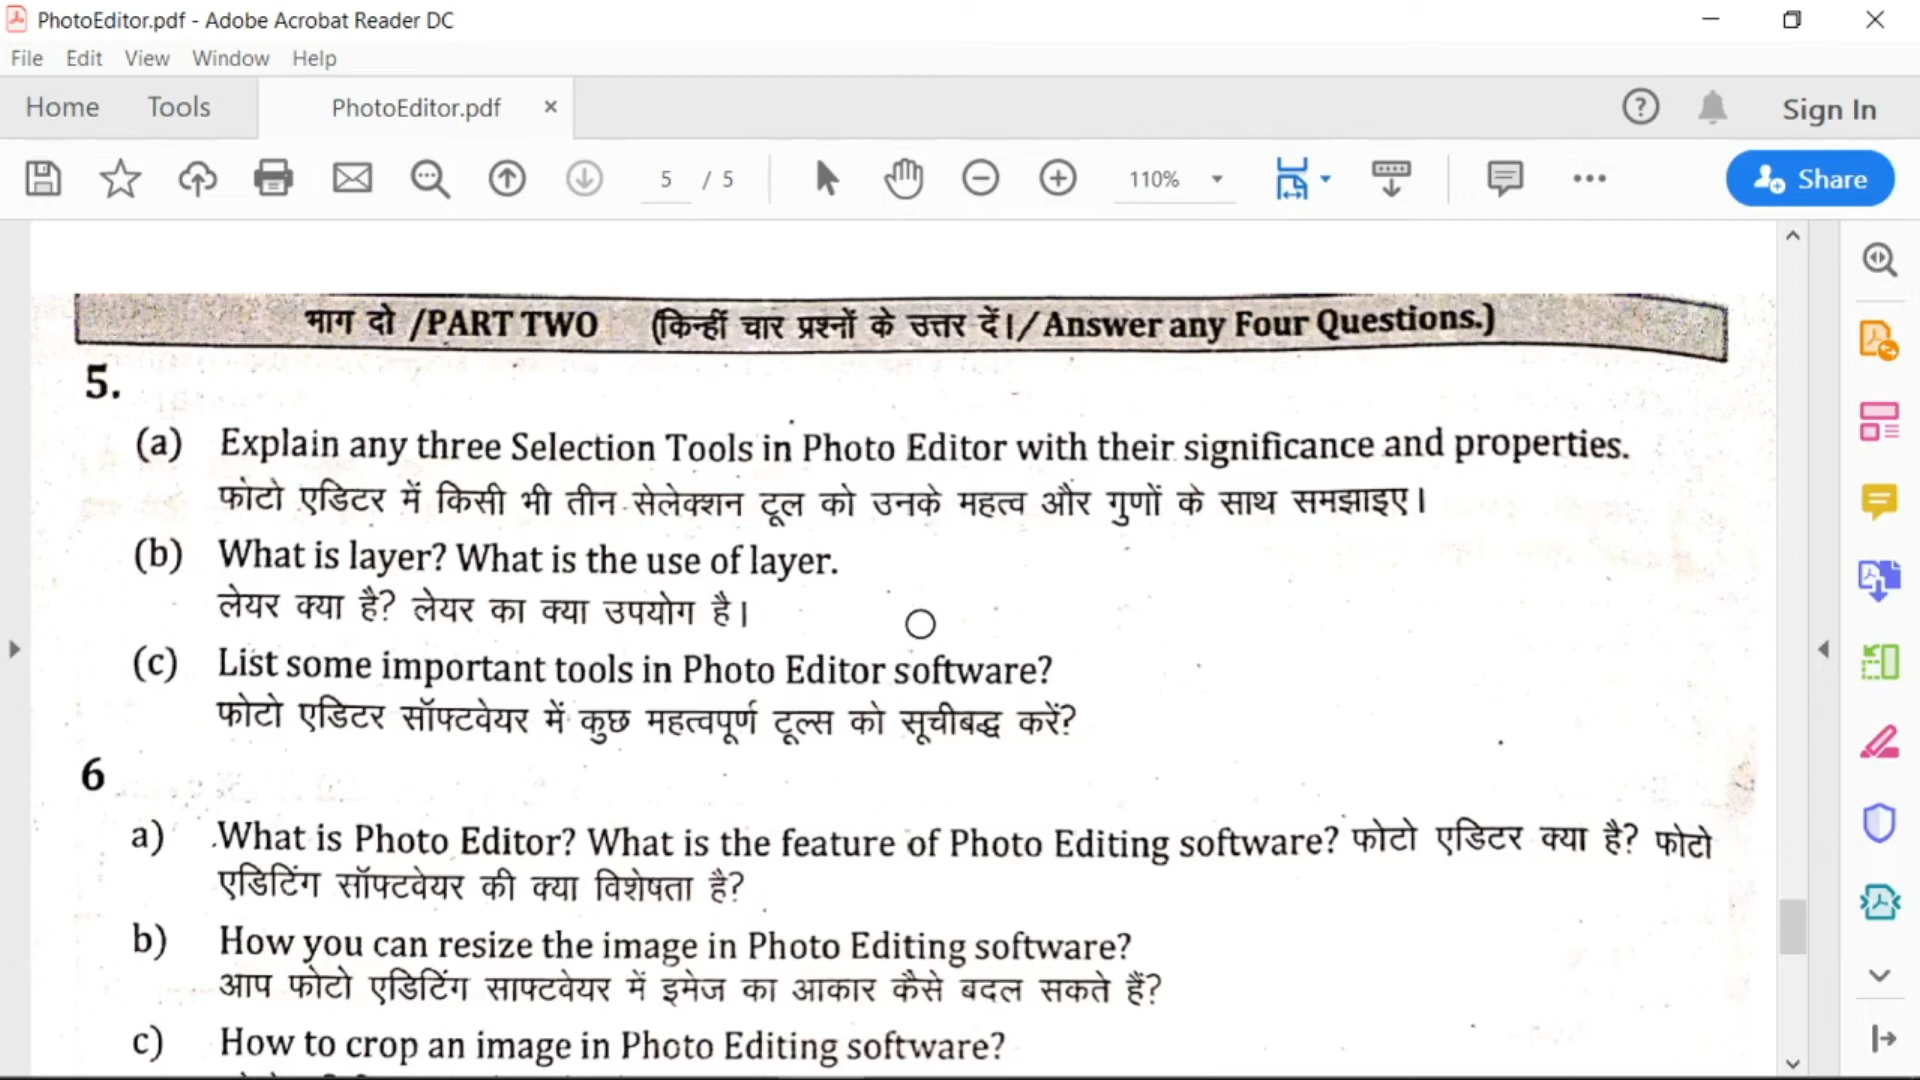 PhotoEditor.pdf - Adobe Acrobat Reader DC
File Edit View Window Help
Home Tools PhotoEditor.pdf × Sign In
5 / 5 110% Share
भाग दो /PART TWO (किन्हीं चार प्रश्नों के उत्तर दें।/Answer any Four Questions.)
5.
(a) Explain any three Selection Tools in Photo Editor with their significance and properties.
फोटो एडिटर में किसी भी तीन सेलेक्शन टूल को उनके महत्व और गुणों के साथ समझाइए।
(b) What is layer? What is the use of layer.
लेयर क्या है? लेयर का क्या उपयोग है।
(c) List some important tools in Photo Editor software?
फोटो एडिटर सॉफ्टवेयर में कुछ महत्वपूर्ण टूल्स को सूचीबद्ध करें?
6
a) What is Photo Editor? What is the feature of Photo Editing software? फोटो एडिटर क्या है? फोटो
एडिटिंग सॉफ्टवेयर की क्या विशेषता है?
b) How you can resize the image in Photo Editing software?
आप फोटो एडिटिंग साफ्टवेयर में इमेज का आकार कैसे बदल सकते हैं?
c) How to crop an image in Photo Editing software?